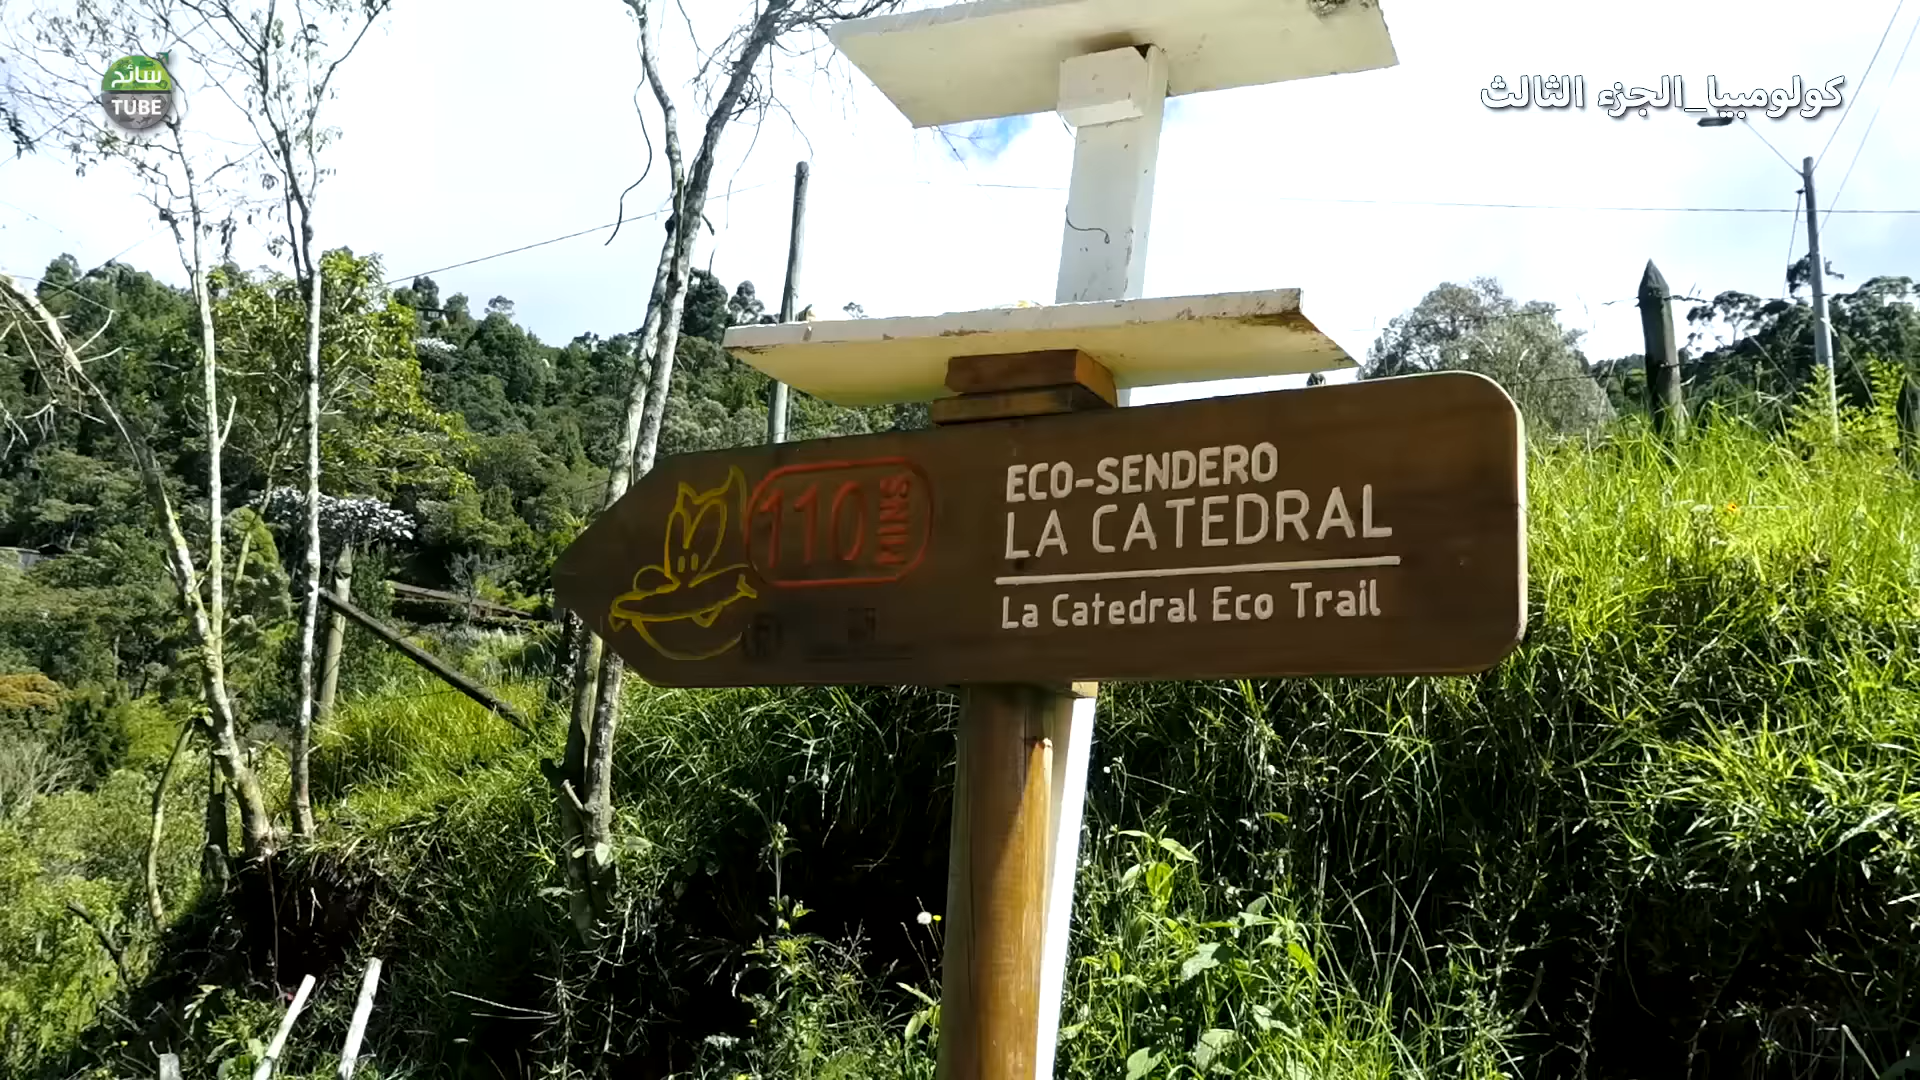 سائح
TUBE
كولومبيا_الجزء الثالث
110 MINS
ECO-SENDERO
LA CATEDRAL
La Catedral Eco Trail